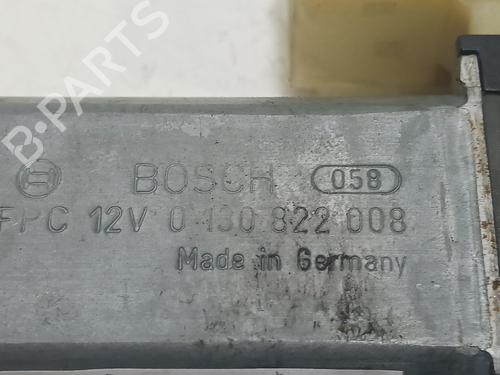 B-PARTS
BOSCH 058
FPC 12V 0 130 822 008
Made in Germany